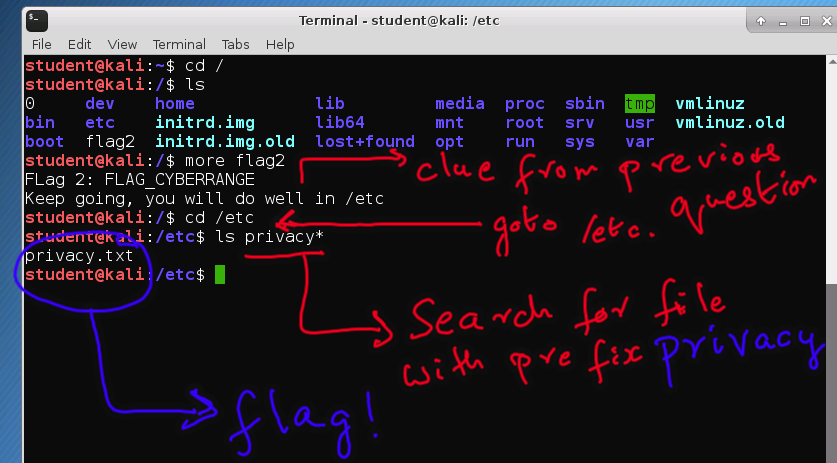 Terminal - student@kali: /etc
File Edit View Terminal Tabs Help
student@kali:~$ cd /
student@kali:/$ ls
0 dev home lib media proc sbin tmp vmlinuz
bin etc initrd.img lib64 mnt root srv usr vmlinuz.old
boot flag2 initrd.img.old lost+found opt run sys var
student@kali:/$ more flag2
FLag 2: FLAG_CYBERRANGE
Keep going, you will do well in /etc
student@kali:/$ cd /etc
student@kali:/etc$ ls privacy*
privacy.txt
student@kali:/etc$
clue from previous
question
goto /etc.
Search for file
with prefix privacy
flag!